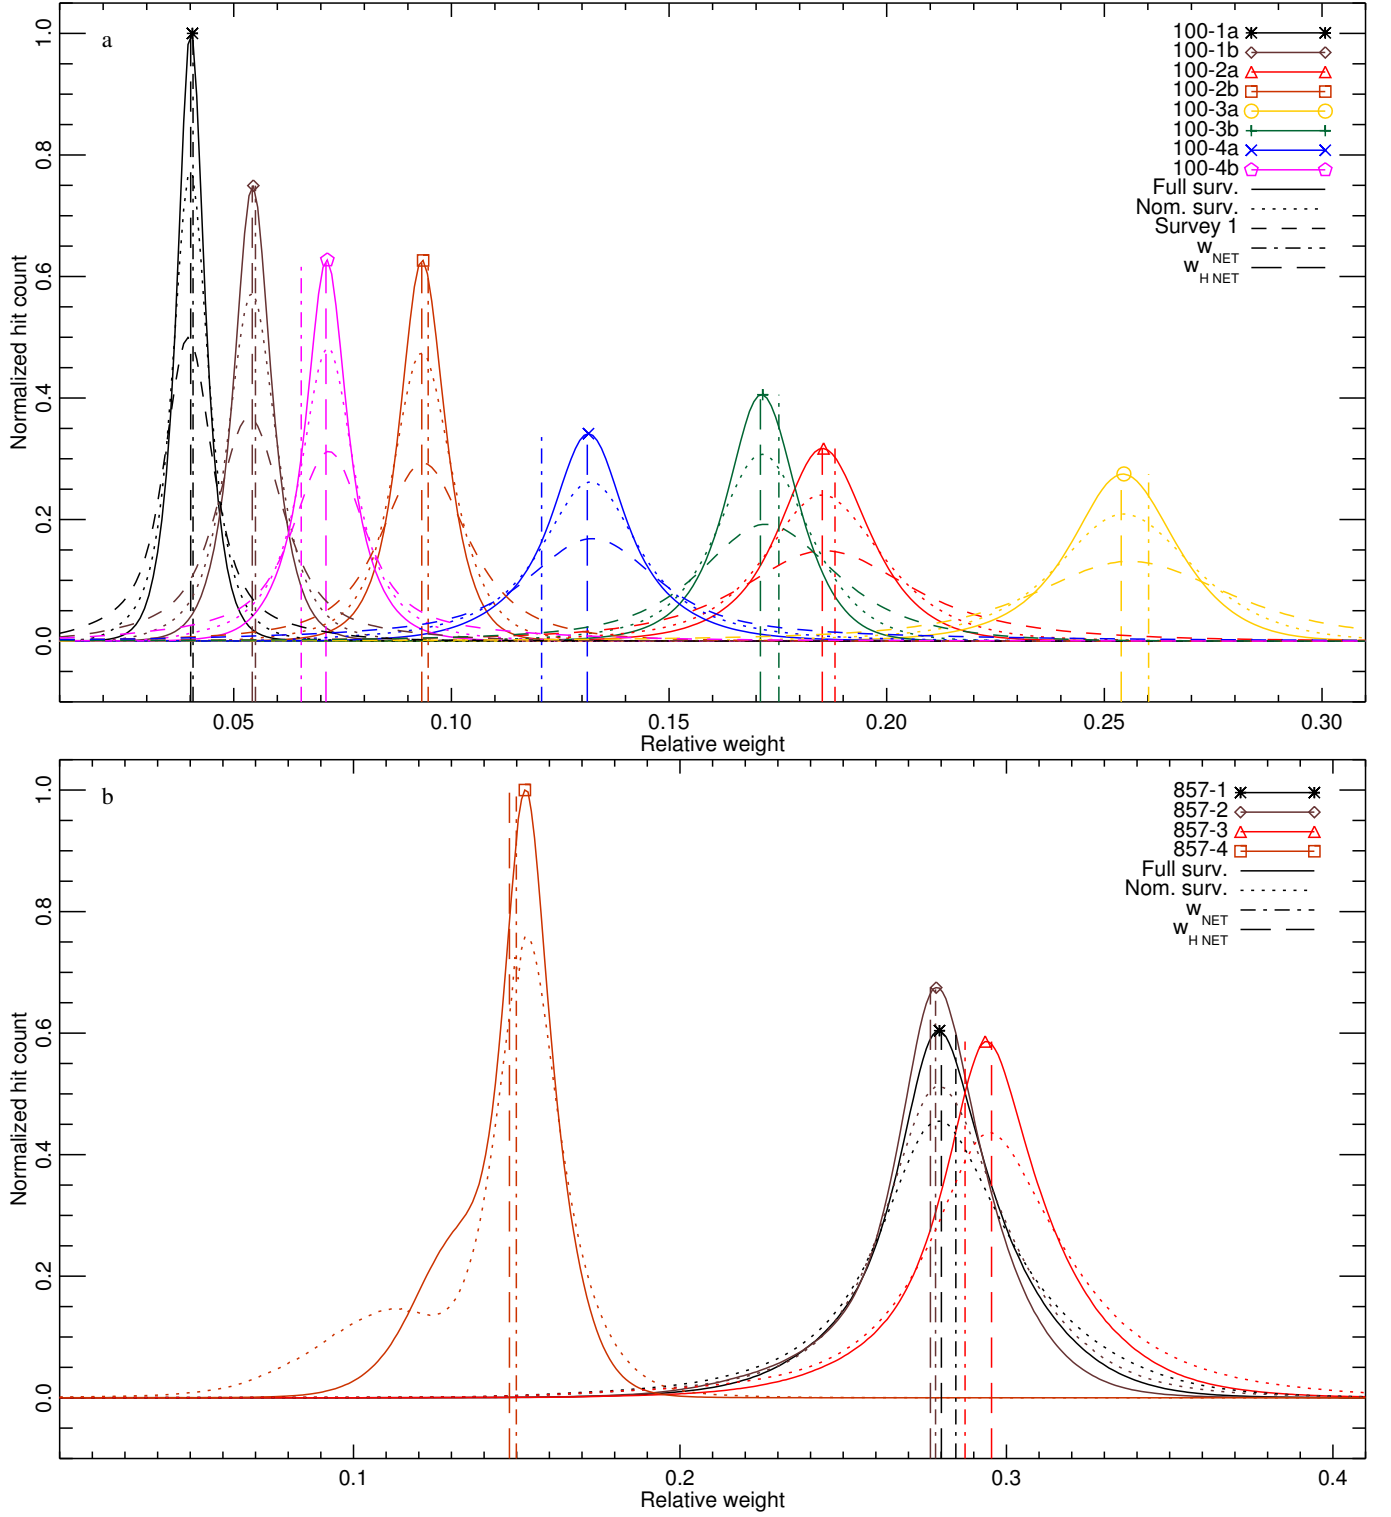 a
1.0
0.8
0.6
0.4
0.2
0.0
Normalized hit count
100-1a
100-1b
100-2a
100-2b
100-3a
100-3b
100-4a
100-4b
Full surv.
Nom. surv.
Survey 1
w NET
w H NET
0.05 0.10 0.15 0.20 0.25 0.30
Relative weight
b
1.0
0.8
0.6
0.4
0.2
0.0
Normalized hit count
857-1
857-2
857-3
857-4
Full surv.
Nom. surv.
w NET
w H NET
0.1 0.2 0.3 0.4
Relative weight